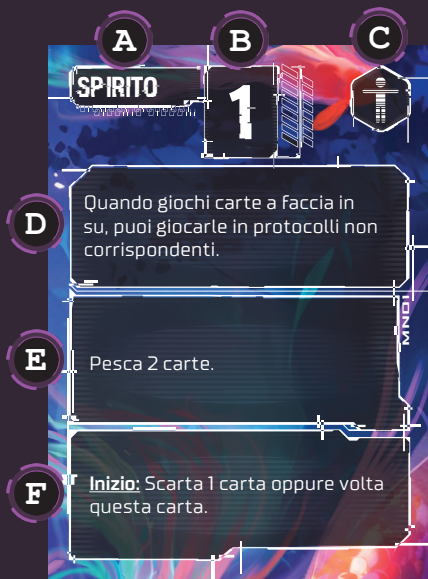 A B C
SPIRITO 1
D
Quando giochi carte a faccia in
su, puoi giocarle in protocolli non
corrispondenti.
MND01
E
Pesca 2 carte.
F
Inizio: Scarta 1 carta oppure volta
questa carta.